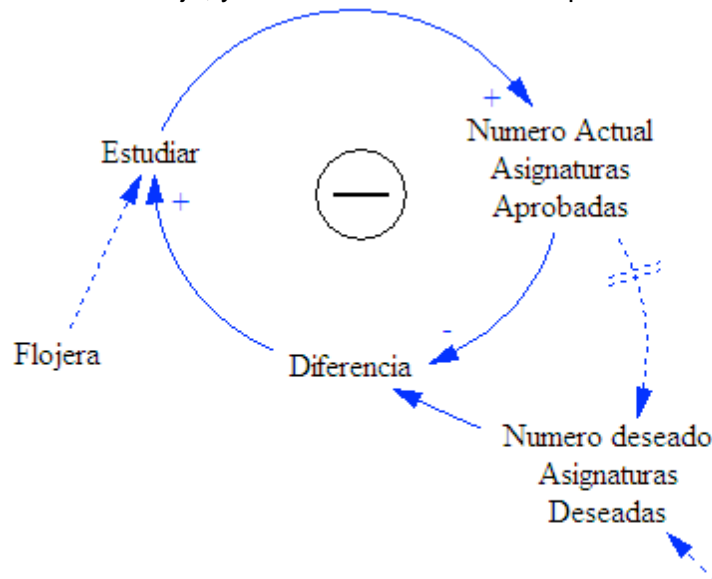 +
Numero Actual
Asignaturas
Aprobadas
Estudiar
+
-
Flojera
Diferencia
Numero deseado
Asignaturas
Deseadas